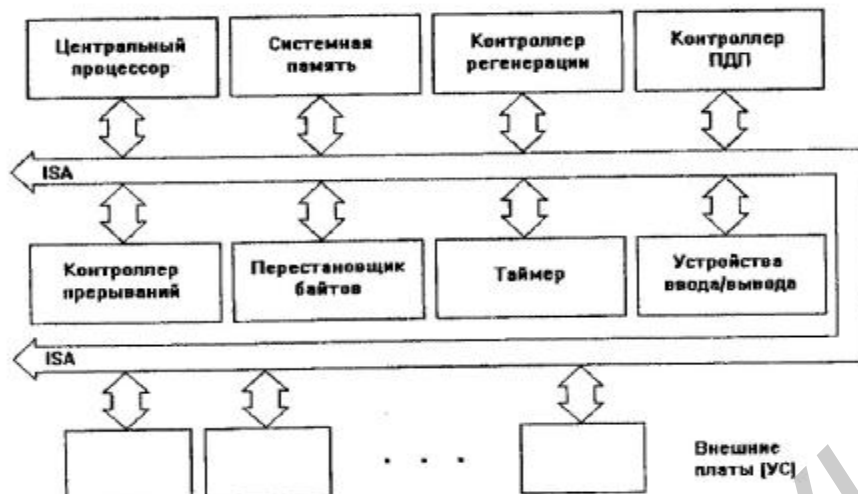 Центральный
процессор
Системная
память
Контроллер
регенерации
Контроллер
ПДП
ISA
Контроллер
прерываний
Перестановщик
байтов
Таймер
Устройства
ввода/вывода
ISA
. . .
Внешние
платы [УС]